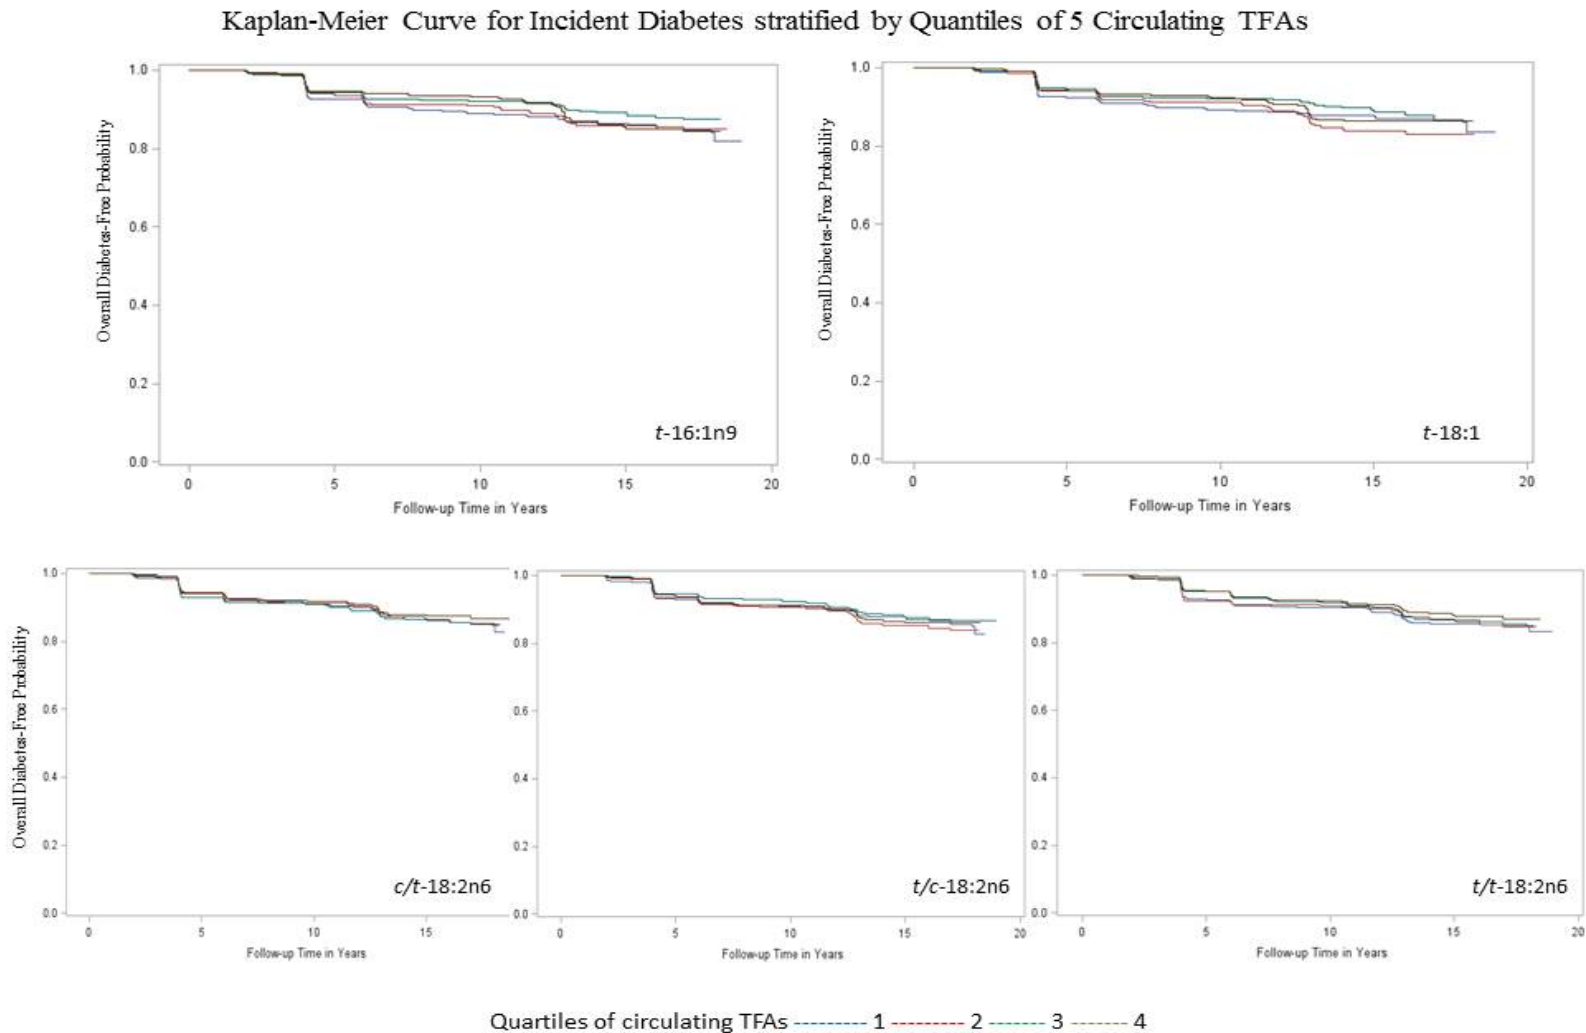 Kaplan-Meier Curve for Incident Diabetes stratified by Quantiles of 5 Circulating TFAs
Overall Diabetes-Free Probability
1.0
0.8
0.6
0.4
0.2
0.0
t-16:1n9
0 5 10 15 20
Follow-up Time in Years
Overall Diabetes-Free Probability
1.0
0.8
0.6
0.4
0.2
0.0
t-18:1
0 5 10 15 20
Follow-up Time in Years
Overall Diabetes-Free Probability
1.0
0.8
0.6
0.4
0.2
0.0
c/t-18:2n6
0 5 10 15
Follow-up Time in Years
1.0
0.8
0.6
0.4
0.2
0.0
t/c-18:2n6
0 5 10 15 20
Follow-up Time in Years
1.0
0.8
0.6
0.4
0.2
0.0
t/t-18:2n6
0 5 10 15 20
Follow-up Time in Years
Quartiles of circulating TFAs 1 2 3 4